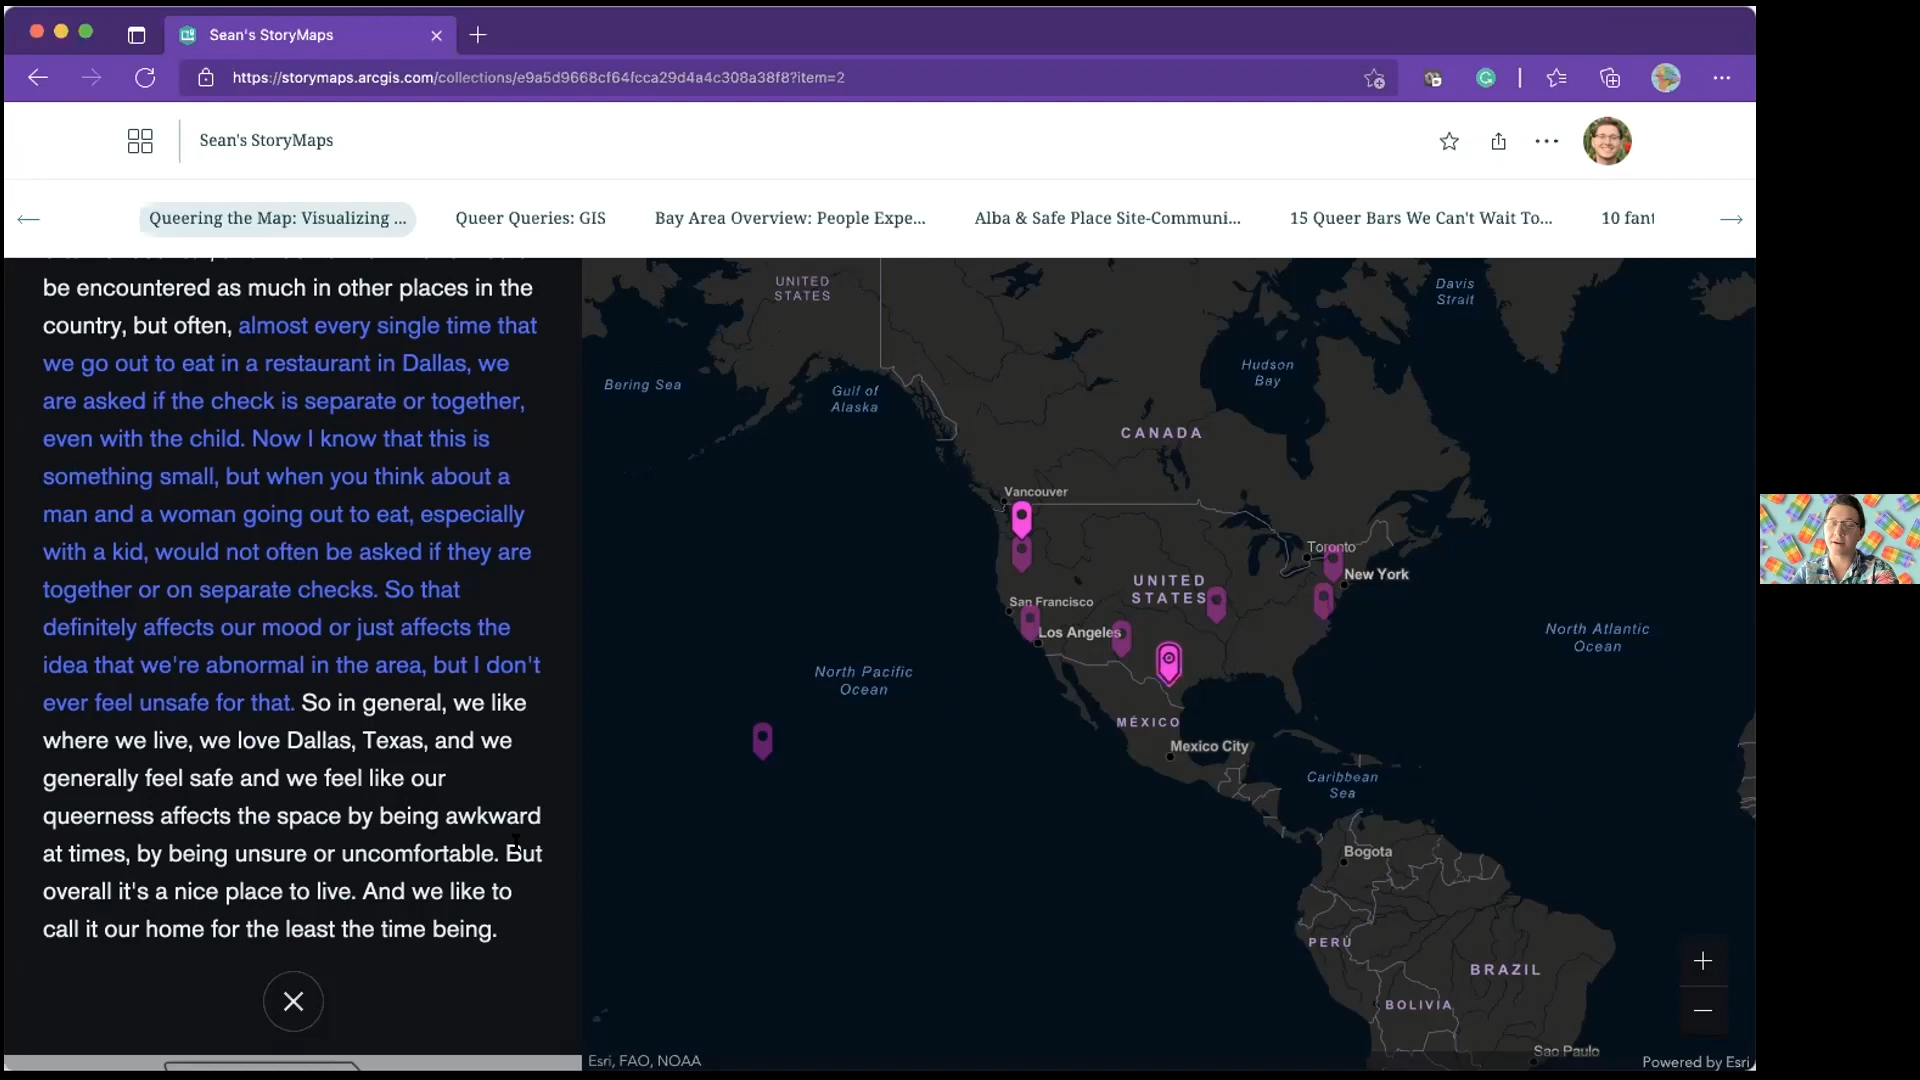 Sean's StoryMaps
https://storymaps.arcgis.com/collections/e9a5d9668cf64fcca29d4a4c308a38f8?item=2
Sean's StoryMaps
Queering the Map: Visualizing ...
Queer Queries: GIS
Bay Area Overview: People Expe...
Alba & Safe Place Site-Communi...
15 Queer Bars We Can't Wait To...
10 fant
be encountered as much in other places in the
country, but often, almost every single time that
we go out to eat in a restaurant in Dallas, we
are asked if the check is separate or together,
even with the child. Now I know that this is
something small, but when you think about a
man and a woman going out to eat, especially
with a kid, would not often be asked if they are
together or on separate checks. So that
definitely affects our mood or just affects the
idea that we're abnormal in the area, but I don't
ever feel unsafe for that. So in general, we like
where we live, we love Dallas, Texas, and we
generally feel safe and we feel like our
queerness affects the space by being awkward
at times, by being unsure or uncomfortable. But
overall it's a nice place to live. And we like to
call it our home for the least the time being.
UNITED
STATES
Davis
Strait
Hudson
Bay
Bering Sea
Gulf of
Alaska
CANADA
Vancouver
Toronto
New York
UNITED
STATES
San Francisco
Los Angeles
North Atlantic
Ocean
North Pacific
Ocean
MÉXICO
Mexico City
Caribbean
Sea
Bogota
PERÚ
BRAZIL
BOLIVIA
Sao Paulo
Esri, FAO, NOAA
Powered by Esri